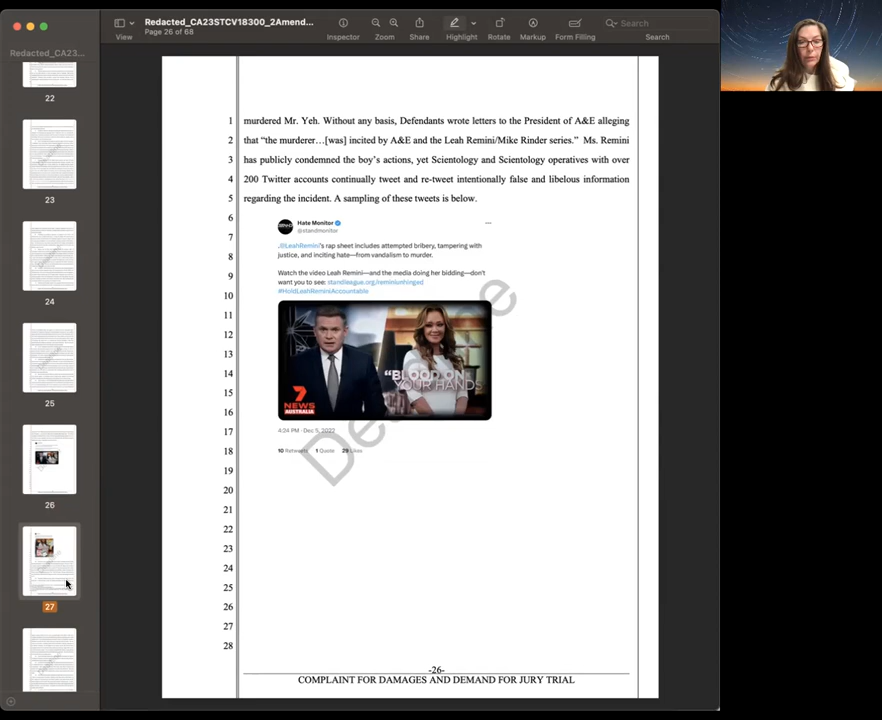 Redacted_CA23STCV18300_2Amend...
Page 26 of 68
View
Inspector
Zoom
Share
Highlight
Rotate
Markup
Form Filling
Search
Search
Redacted_CA23...
22
23
24
25
26
27
1 murdered Mr. Yeh. Without any basis, Defendants wrote letters to the President of A&E alleging
2 that “the murderer…[was] incited by A&E and the Leah Remini/Mike Rinder series.” Ms. Remini
3 has publicly condemned the boy’s actions, yet Scientology and Scientology operatives with over
4 200 Twitter accounts continually tweet and re-tweet intentionally false and libelous information
5 regarding the incident. A sampling of these tweets is below.
6
Hate Monitor
@standmonitor
7
.@LeahRemini's rap sheet includes attempted bribery, tampering with
8 justice, and inciting hate—from vandalism to murder.
9 Watch the video Leah Remini—and the media doing her bidding—don't
want you to see: standleague.org/reminiunhinged
10 #HoldLeahReminiAccountable
11
12
13
14 “BLOOD ON
YOUR HANDS
15 7
16 NEWS
AUSTRALIA
17 4:24 PM · Dec 5, 2022
18 10 Retweets 1 Quote 29 Likes
19
20
21
22
23
24
25
26
27
28
-26-
COMPLAINT FOR DAMAGES AND DEMAND FOR JURY TRIAL